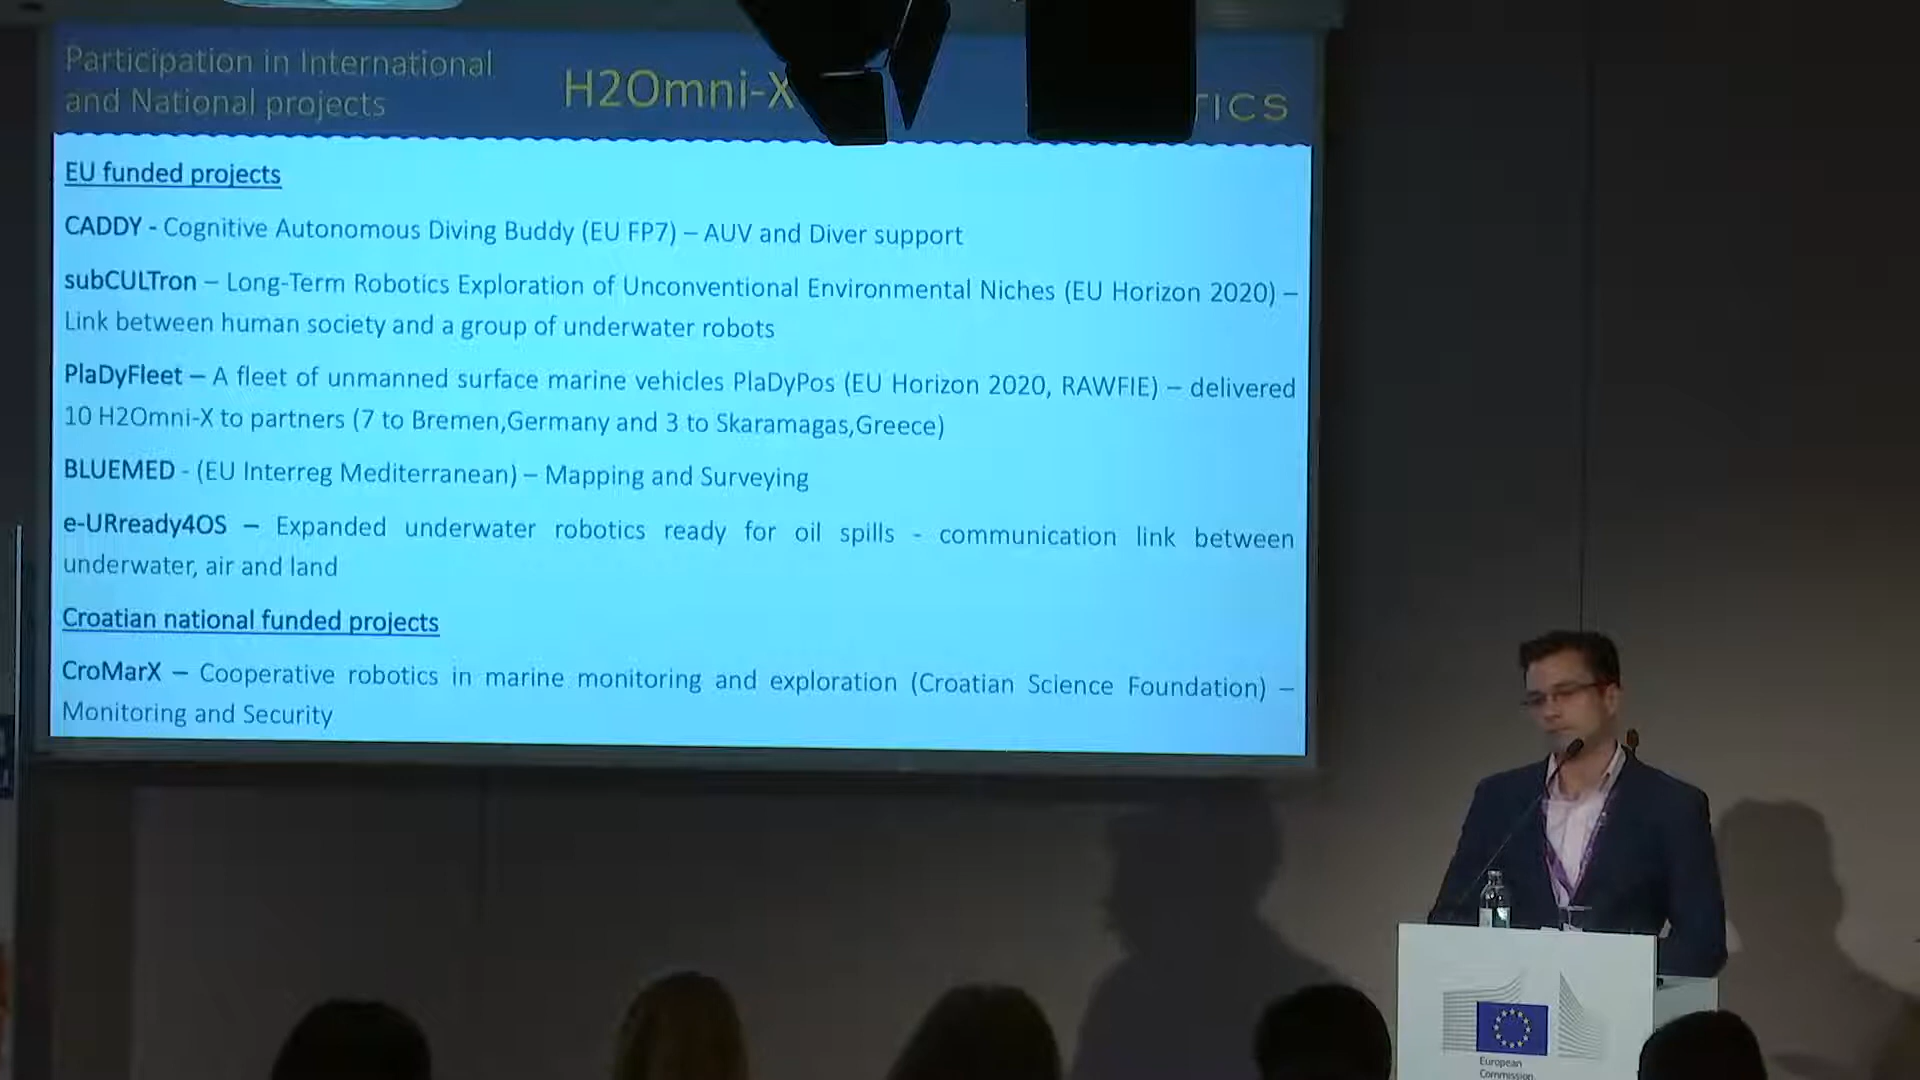 Participation in International
and National projects
H2Omni-X
TICS
EU funded projects
CADDY - Cognitive Autonomous Diving Buddy (EU FP7) – AUV and Diver support
subCULTron – Long-Term Robotics Exploration of Unconventional Environmental Niches (EU Horizon 2020) –
Link between human society and a group of underwater robots
PlaDyFleet – A fleet of unmanned surface marine vehicles PlaDyPos (EU Horizon 2020, RAWFIE) – delivered
10 H2Omni-X to partners (7 to Bremen,Germany and 3 to Skaramagas,Greece)
BLUEMED - (EU Interreg Mediterranean) – Mapping and Surveying
e-URready4OS – Expanded underwater robotics ready for oil spills - communication link between
underwater, air and land
Croatian national funded projects
CroMarX – Cooperative robotics in marine monitoring and exploration (Croatian Science Foundation) –
Monitoring and Security
European
Commission